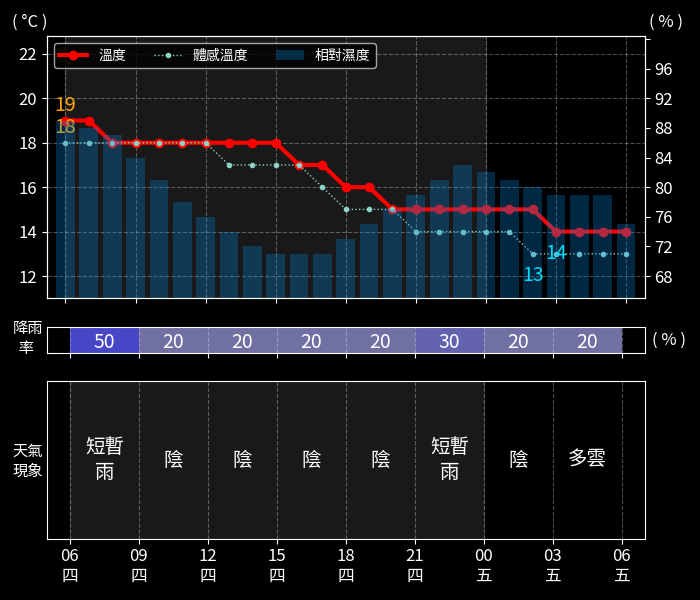 ( °C )
( % )
溫度
體感溫度
相對濕度
22
20
18
16
14
12
96
92
88
84
80
76
72
68
19
18
14
13
降雨
率
50
20
20
20
20
30
20
20
( % )
天氣
現象
短暫
雨
陰
陰
陰
陰
短暫
雨
陰
多雲
06
四
09
四
12
四
15
四
18
四
21
四
00
五
03
五
06
五